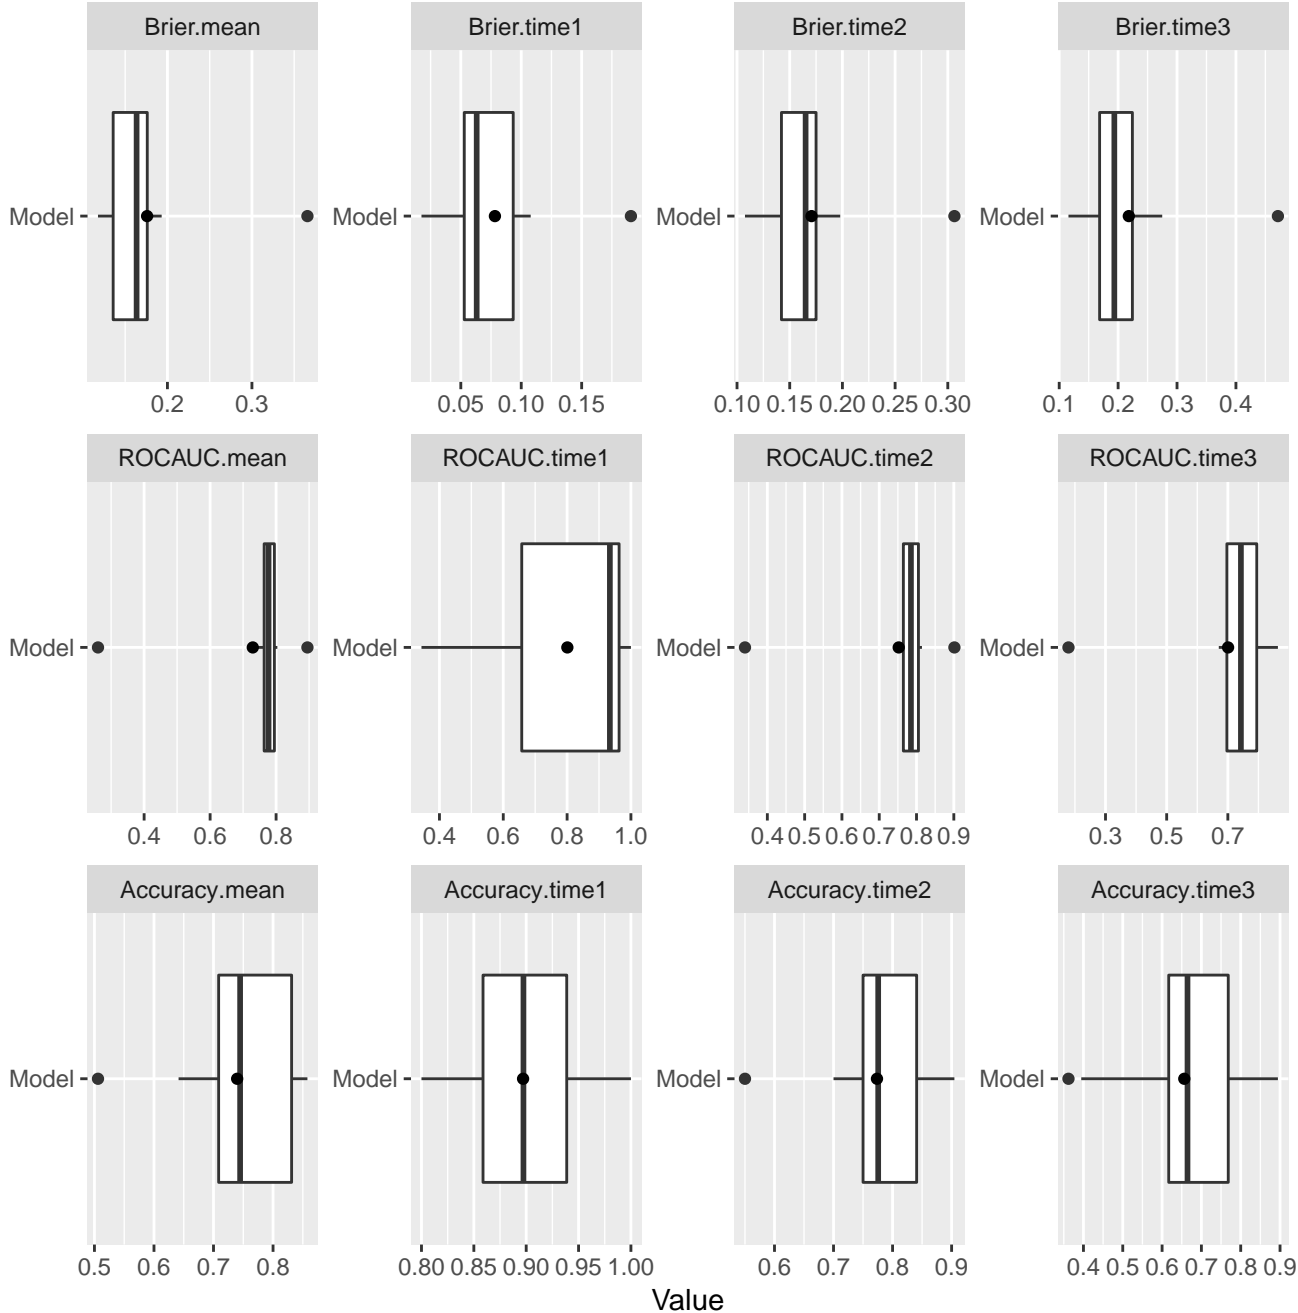 Brier.mean Brier.time1 Brier.time2 Brier.time3
Model Model Model Model
0.2 0.3 0.05 0.10 0.15 0.10 0.15 0.20 0.25 0.30 0.1 0.2 0.3 0.4
ROCAUC.mean ROCAUC.time1 ROCAUC.time2 ROCAUC.time3
Model Model Model Model
0.4 0.6 0.8 0.4 0.6 0.8 1.0 0.4 0.5 0.6 0.7 0.8 0.9 0.3 0.5 0.7
Accuracy.mean Accuracy.time1 Accuracy.time2 Accuracy.time3
Model Model Model Model
0.5 0.6 0.7 0.8 0.80 0.85 0.90 0.95 1.00 0.6 0.7 0.8 0.9 0.4 0.5 0.6 0.7 0.8 0.9
Value